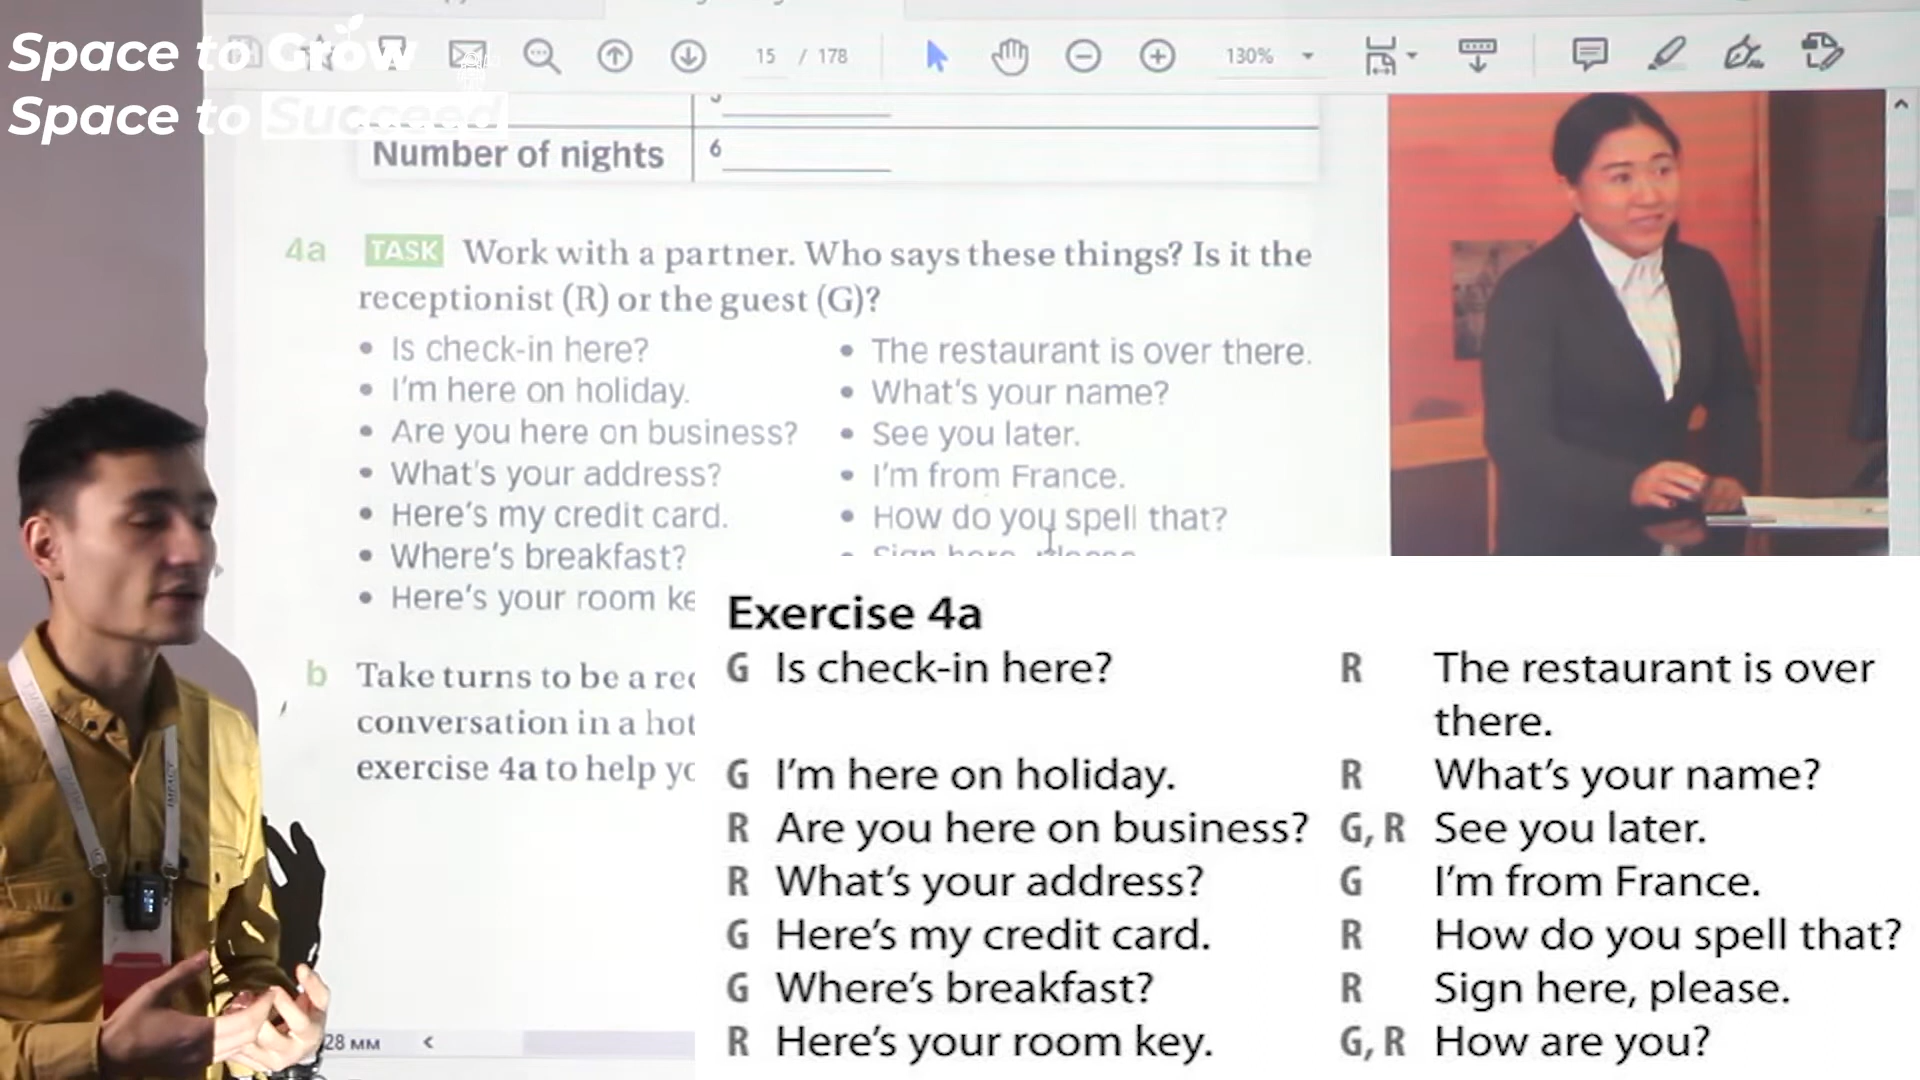 Space to Grow
Space to Succeed
15 / 178
130%
Number of nights
6
4a TASK Work with a partner. Who says these things? Is it the
receptionist (R) or the guest (G)?
• Is check-in here?
• I'm here on holiday.
• Are you here on business?
• What's your address?
• Here's my credit card.
• Where's breakfast?
• Here's your room ke
• The restaurant is over there.
• What's your name?
• See you later.
• I'm from France.
• How do you spell that?
• Sign here, please
b Take turns to be a rec
conversation in a hot
exercise 4a to help yo
Exercise 4a
G Is check-in here?
G I'm here on holiday.
R Are you here on business?
R What's your address?
G Here's my credit card.
G Where's breakfast?
R Here's your room key.
R The restaurant is over
there.
R What's your name?
G, R See you later.
G I'm from France.
R How do you spell that?
R Sign here, please.
G, R How are you?
28 мм
IMPACT